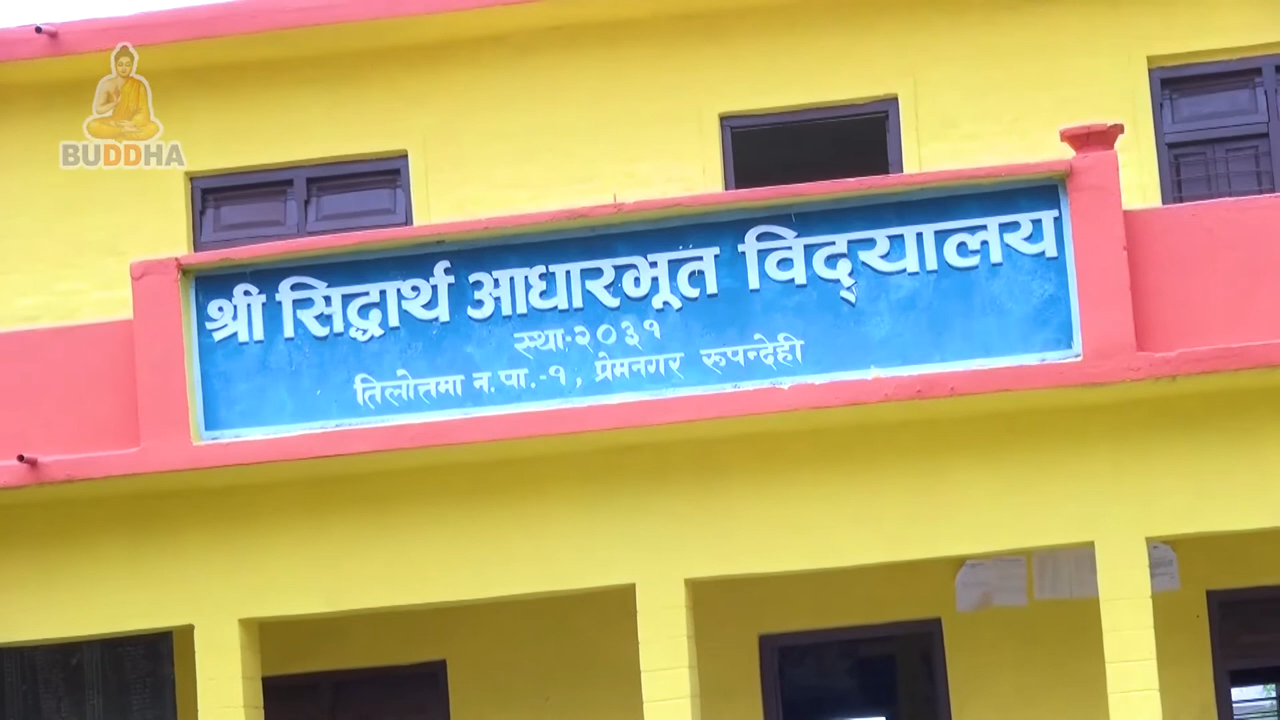 BUDDHA
श्री सिद्धार्थ आधारभूत विद्यालय
स्था.२०३१
तिलोत्तमा न.पा.-१, प्रेमनगर रूपन्देही